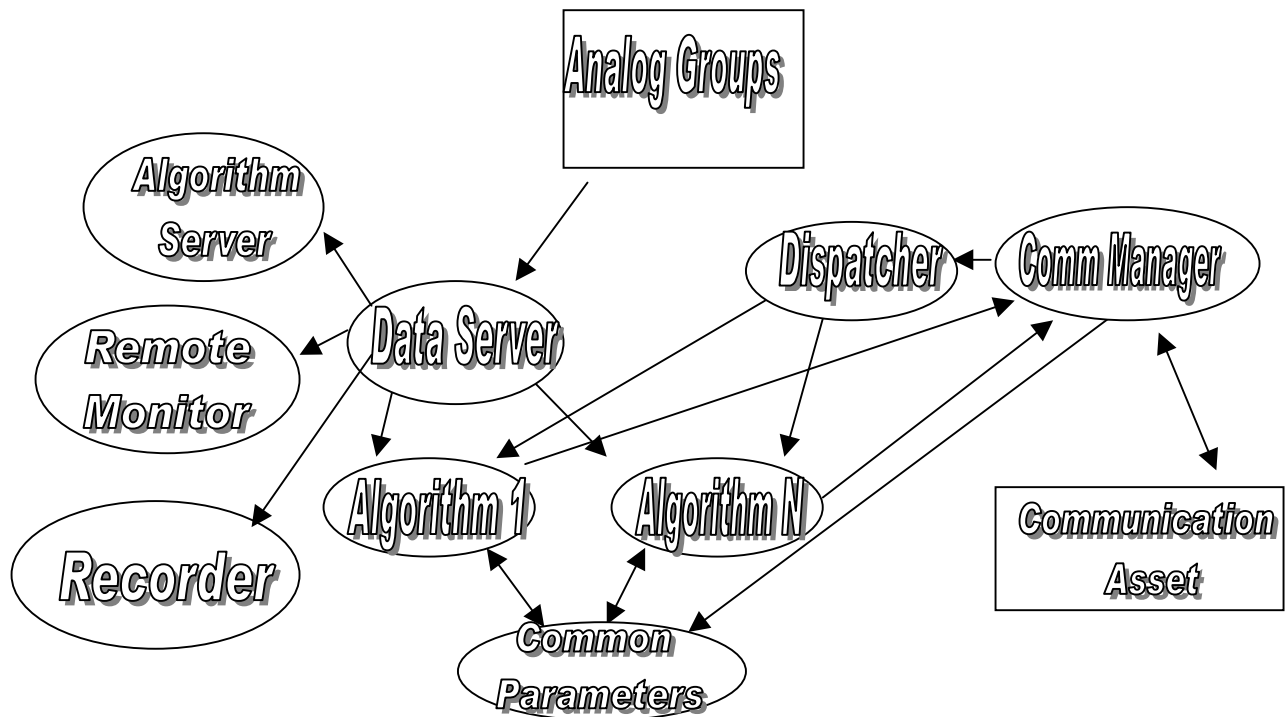 Analog Groups
Algorithm
Server
Dispatcher
Comm Manager
Data Server
Remote
Monitor
Algorithm 1
Algorithm N
Communication
Asset
Recorder
Common
Parameters